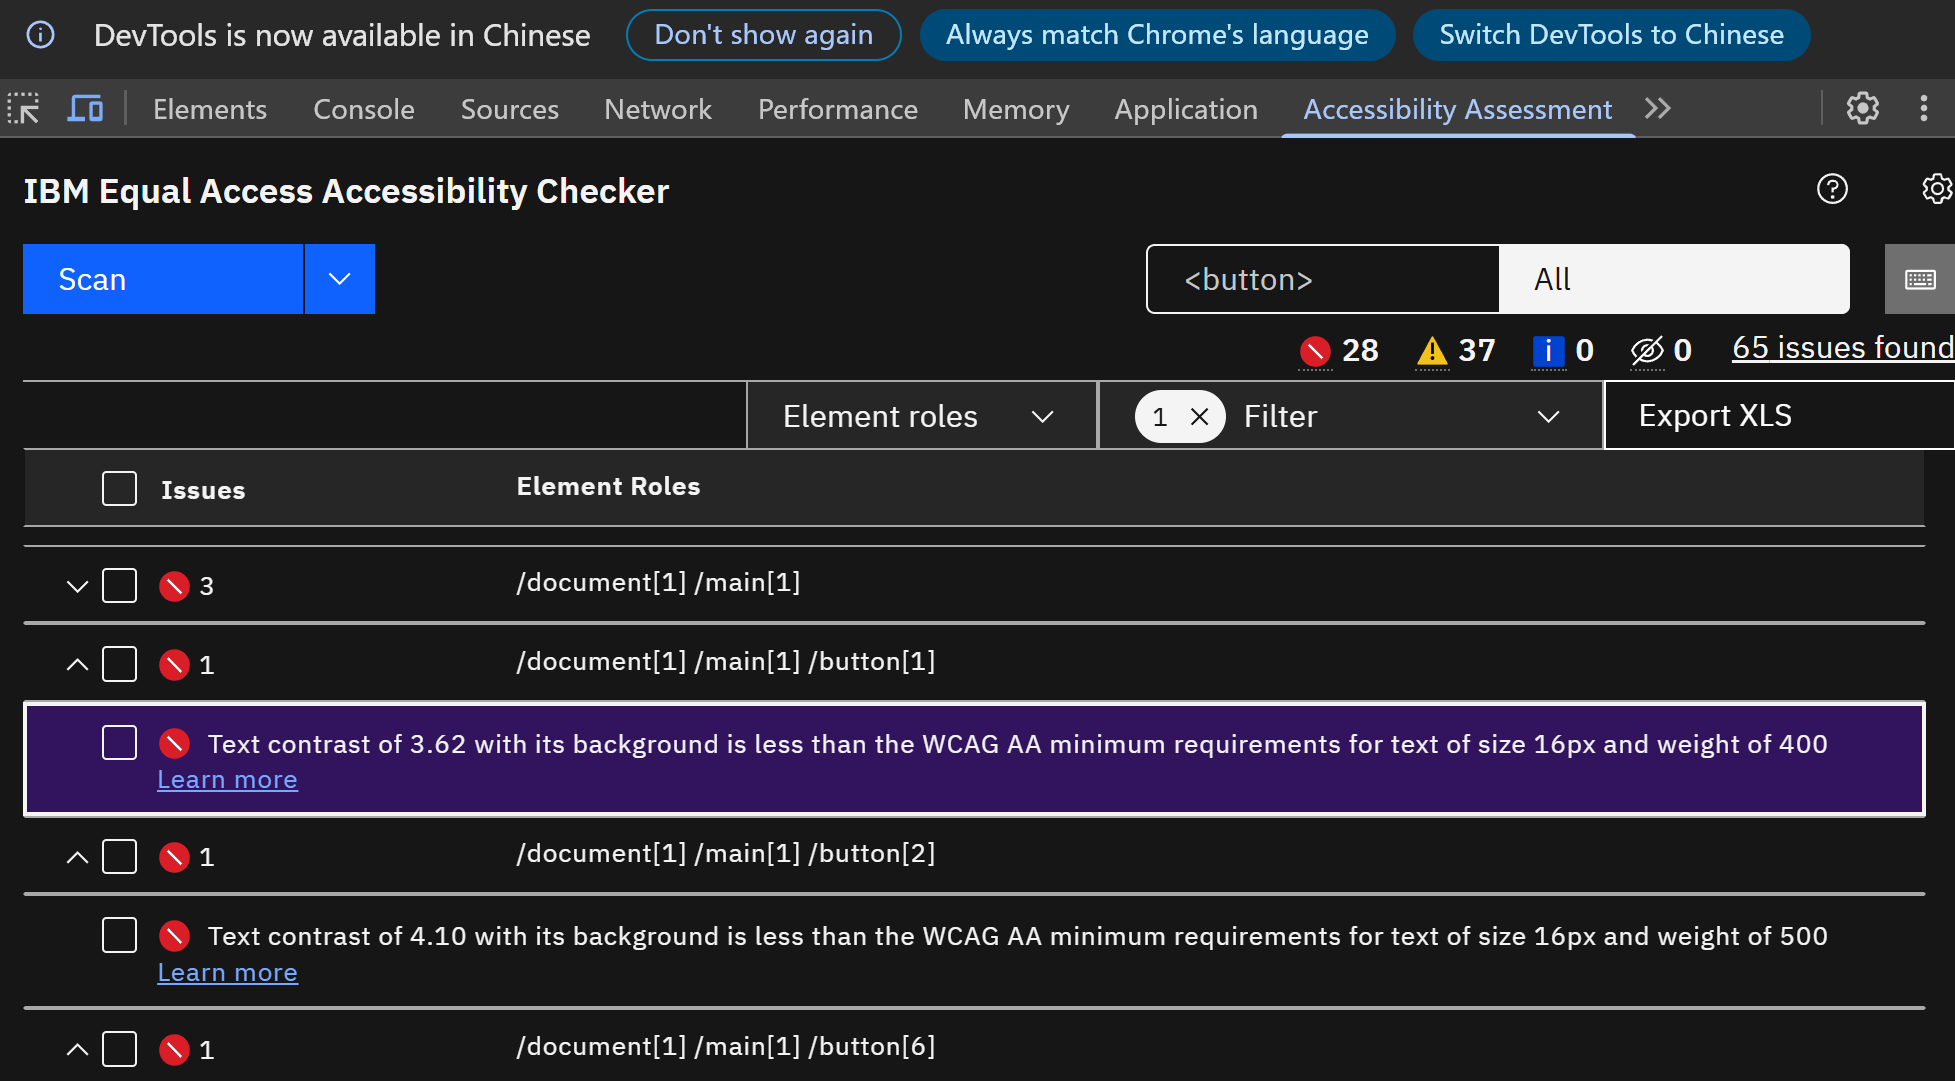 DevTools is now available in Chinese Don't show again Always match Chrome's language Switch DevTools to Chinese
Elements Console Sources Network Performance Memory Application Accessibility Assessment
IBM Equal Access Accessibility Checker
Scan <button> All
28 37 0 0 65 issues found
Element roles 1 Filter Export XLS
Issues Element Roles
3 /document[1] /main[1]
1 /document[1] /main[1] /button[1]
Text contrast of 3.62 with its background is less than the WCAG AA minimum requirements for text of size 16px and weight of 400
Learn more
1 /document[1] /main[1] /button[2]
Text contrast of 4.10 with its background is less than the WCAG AA minimum requirements for text of size 16px and weight of 500
Learn more
1 /document[1] /main[1] /button[6]